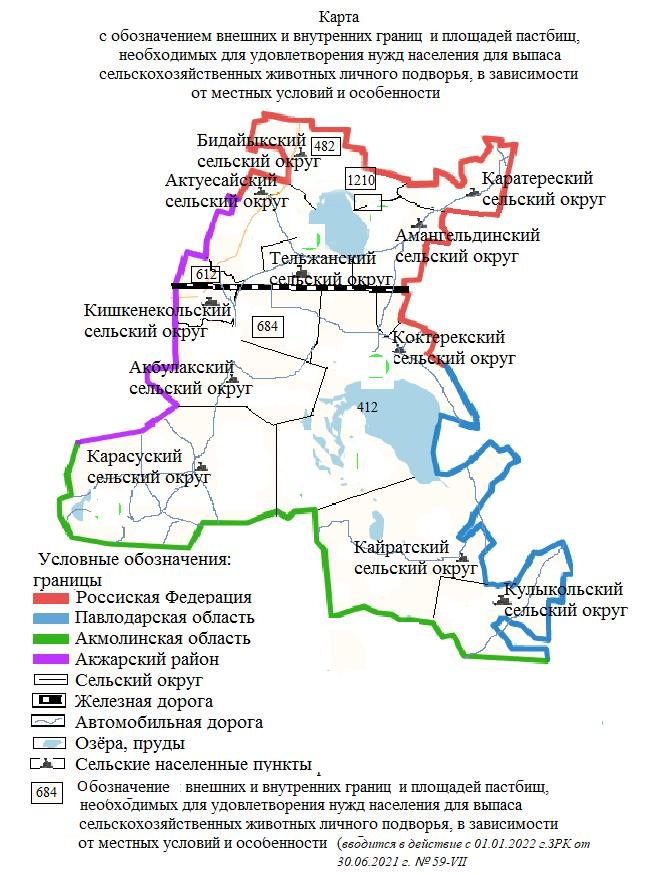 Карта
с обозначением внешних и внутренних границ и площадей пастбищ,
необходимых для удовлетворения нужд населения для выпаса
сельскохозяйственных животных личного подворья, в зависимости
от местных условий и особенности
Бидайыкский
сельский округ
482
Актуесайский
сельский округ
1210
Каратереский
сельский округ
Амангельдинский
сельский округ
Тельжанский
сельский округ
612
Кишкенекольский
сельский округ
684
Коктерекский
сельский округ
Акбулакский
сельский округ
412
Карасуский
сельский округ
Кайратский
сельский округ
Кулыкольский
сельский округ
Условные обозначения:
границы
Российская Федерация
Павлодарская область
Акмолинская область
Акжарский район
Сельский округ
Железная дорога
Автомобильная дорога
Озёра, пруды
Сельские населенные пункты ,
684 Обозначение внешних и внутренних границ и площадей пастбищ,
необходимых для удовлетворения нужд населения для выпаса
сельскохозяйственных животных личного подворья, в зависимости
от местных условий и особенности (вводится в действие с 01.01.2022 г.ЗРК от
30.06.2021 г. № 59-VII